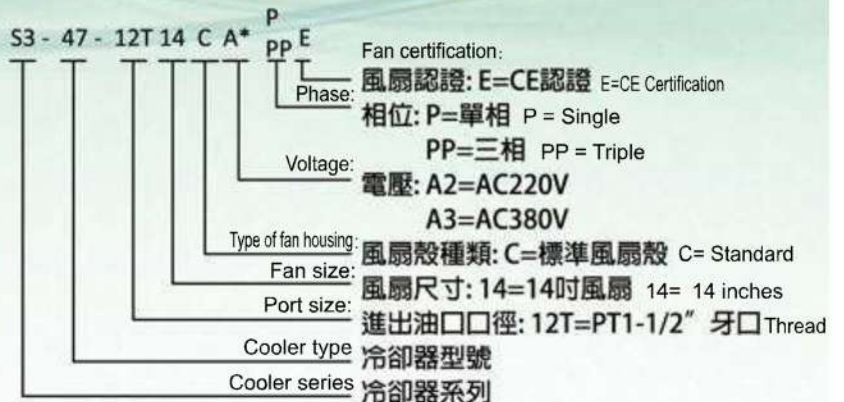 P
S3 - 47 - 12T 14 C A* PP E
Fan certification:
風扇認證: E=CE認證 E=CE Certification
Phase:
相位: P=單相 P = Single
PP=三相 PP = Triple
Voltage:
電壓: A2=AC220V
A3=AC380V
Type of fan housing:
風扇殼種類: C=標準風扇殼 C= Standard
Fan size:
風扇尺寸: 14=14吋風扇 14= 14 inches
Port size:
進出油口口徑: 12T=PT1-1/2" 牙口 Thread
Cooler type
冷卻器型號
Cooler series
冷卻器系列